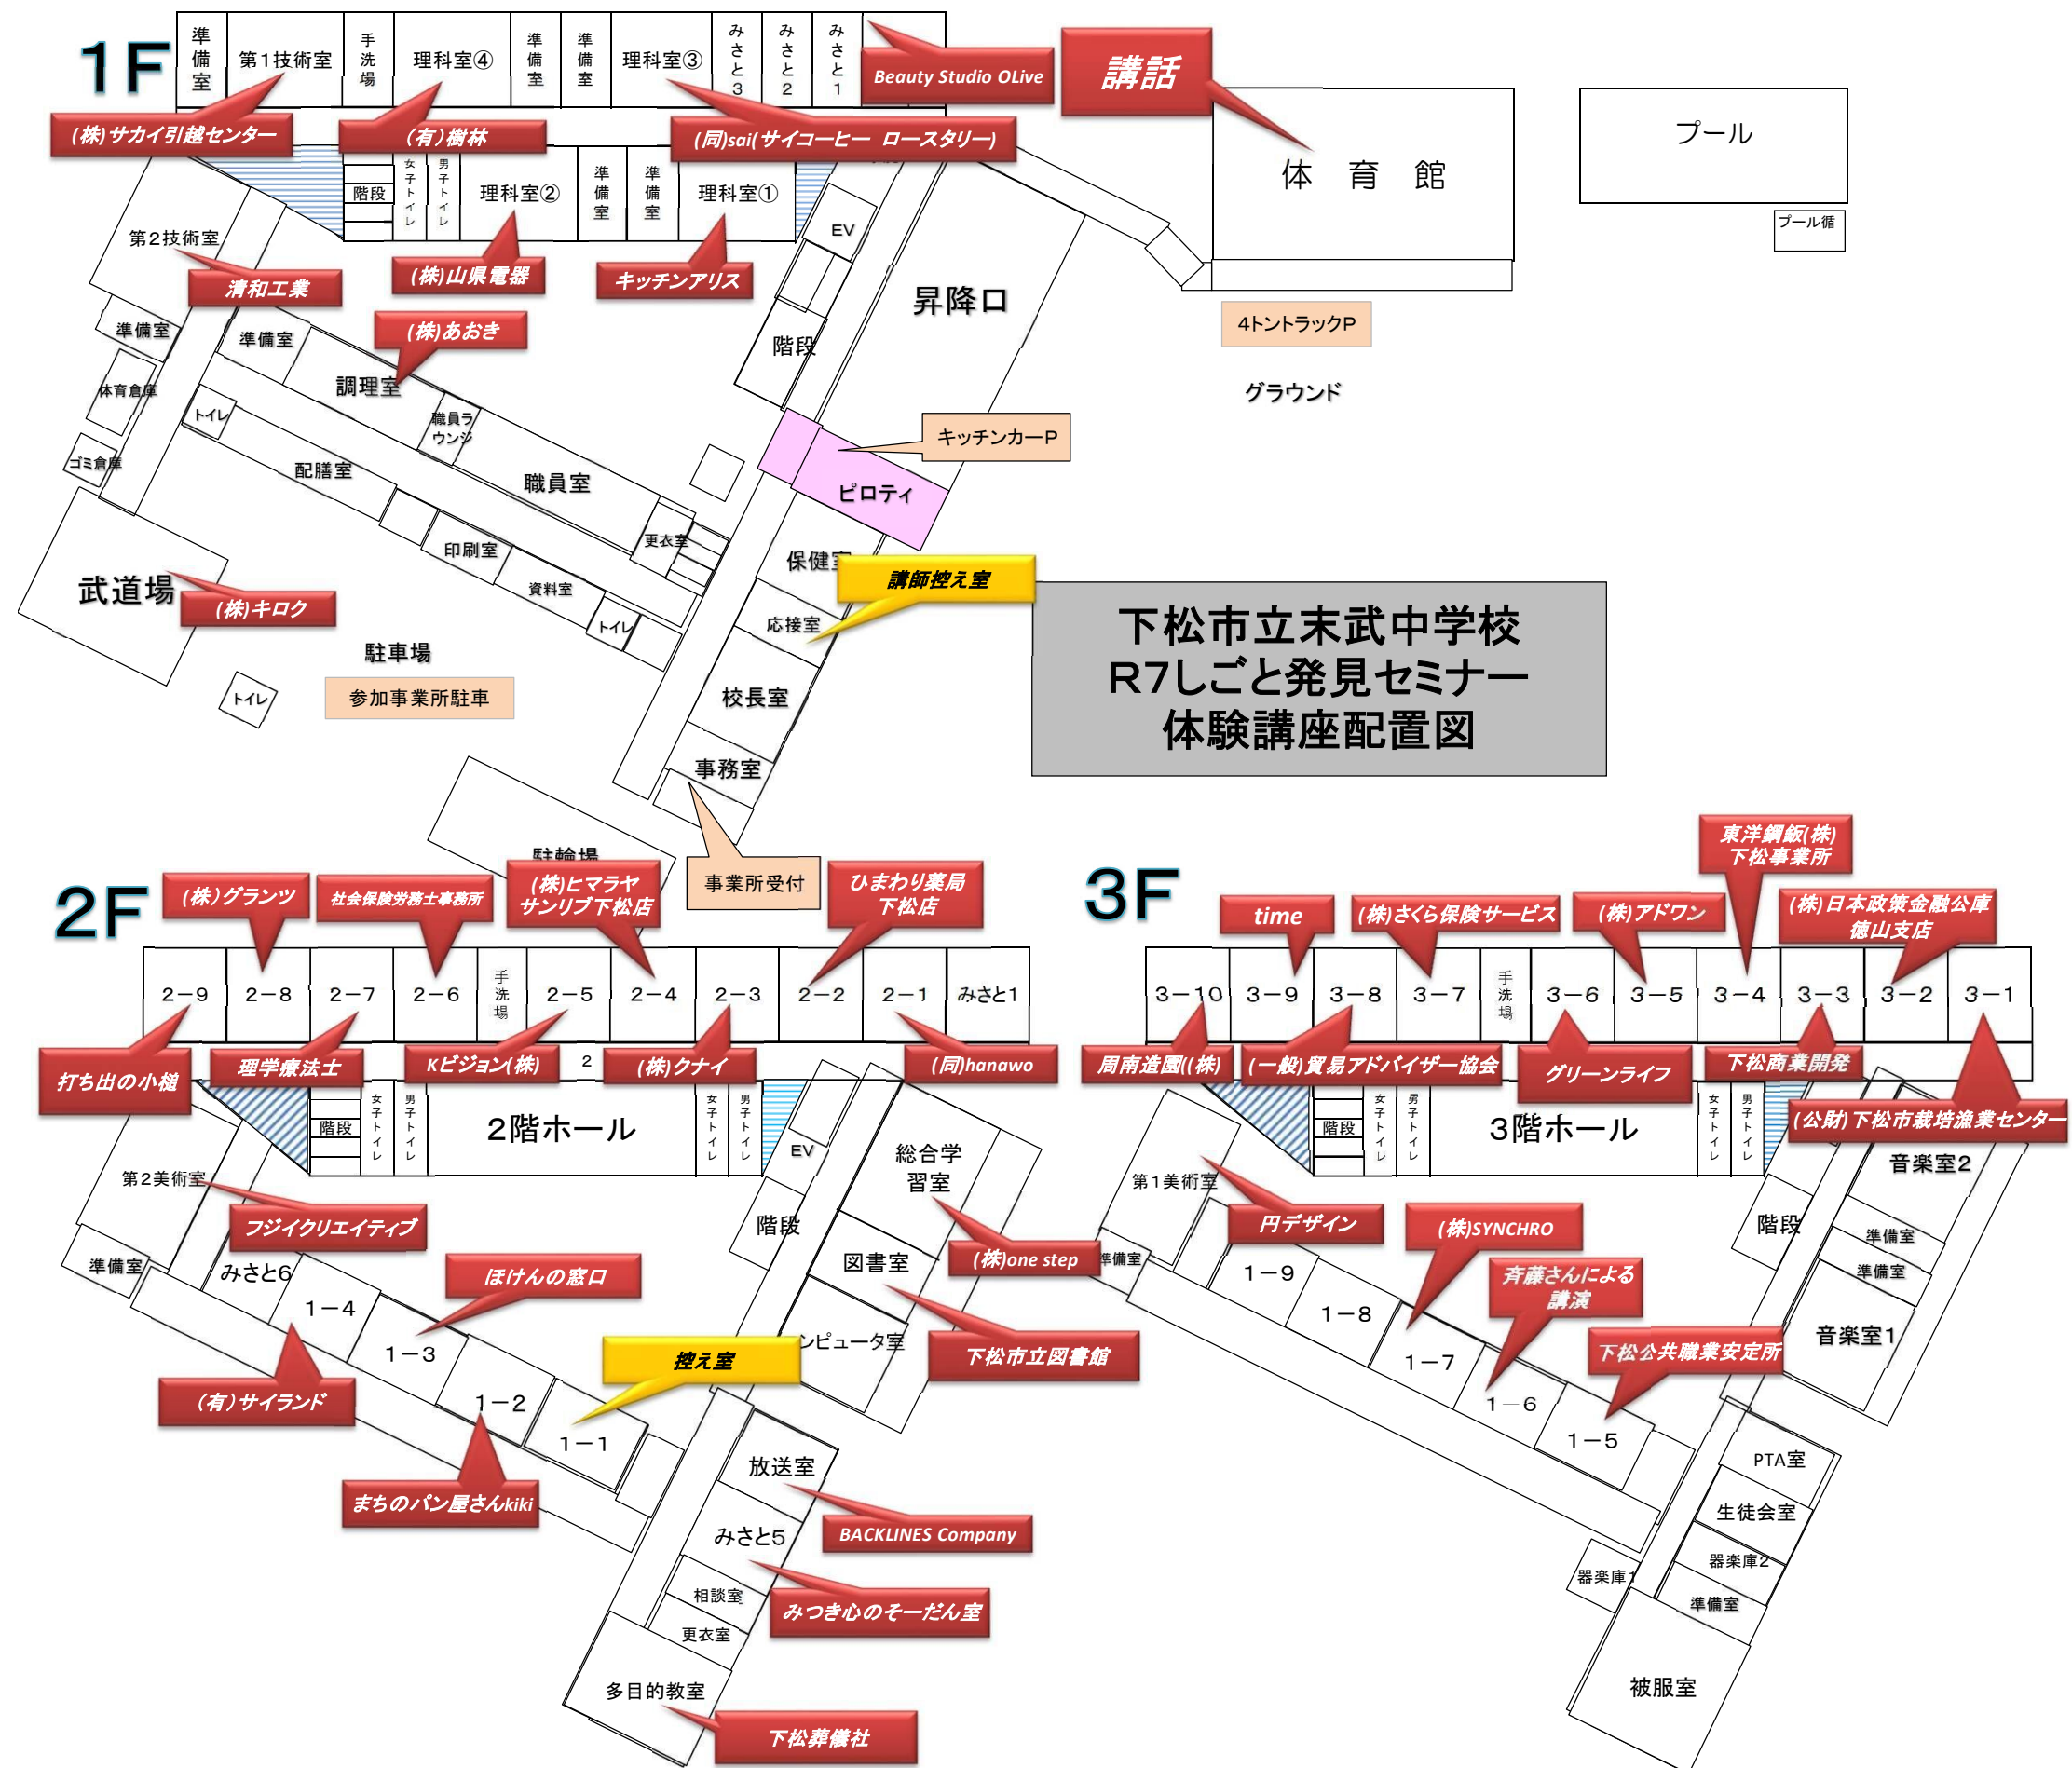 1F
準備室
第1技術室
手洗場
理科室④
準備室
準備室
理科室③
みさと3
みさと2
みさと1
Beauty Studio OLive
講話
(株)サカイ引越センター
(有)樹林
(同)sai(サイコーヒー ロースタリー)
体 育 館
プール
プール循
階段
女子トイレ
男子トイレ
理科室②
準備室
準備室
理科室①
EV
第2技術室
清和工業
(株)山県電器
キッチンアリス
昇降口
4トントラックP
グラウンド
準備室
準備室
(株)あおき
階段
体育倉庫
調理室
トイレ
職員ラ
ウンジ
キッチンカーP
ゴミ倉庫
配膳室
職員室
ピロティ
更衣室
印刷室
保健室
講師控え室
武道場
(株)キロク
資料室
トイレ
応接室
駐車場
参加事業所駐車
トイレ
校長室
事務室
下松市立末武中学校
R7しごと発見セミナー
体験講座配置図
駐輪場
事業所受付
2F
(株)グランツ
社会保険労務士事務所
(株)ヒマラヤ
サンリブ下松店
ひまわり薬局
下松店
2-9
2-8
2-7
2-6
手洗場
2-5
2-4
2-3
2-2
2-1
みさと1
打ち出の小槌
理学療法士
Kビジョン(株)
2
(株)クナイ
(同)hanawo
階段
女子トイレ
男子トイレ
2階ホール
女子トイレ
男子トイレ
EV
総合学
習室
第2美術室
フジイクリエイティブ
階段
(株)one step
準備室
みさと6
ほけんの窓口
図書室
1-4
1-3
控え室
ンピュータ室
下松市立図書館
(有)サイランド
1-2
1-1
まちのパン屋さんkiki
放送室
BACKLINES Company
みさと5
相談室
みつき心のそーだん室
更衣室
多目的教室
下松葬儀社
3F
time
(株)さくら保険サービス
(株)アドワン
東洋鋼鈑(株)
下松事業所
(株)日本政策金融公庫
徳山支店
3-10
3-9
3-8
3-7
手洗場
3-6
3-5
3-4
3-3
3-2
3-1
周南造園((株)
(一般)貿易アドバイザー協会
グリーンライフ
下松商業開発
(公財)下松市栽培漁業センター
階段
女子トイレ
男子トイレ
3階ホール
女子トイレ
男子トイレ
音楽室2
第1美術室
円デザイン
(株)SYNCHRO
階段
準備室
準備室
1-9
斉藤さんによる
講演
準備室
1-8
下松公共職業安定所
音楽室1
1-7
1-6
1-5
PTA室
生徒会室
器楽庫2
器楽庫1
準備室
被服室